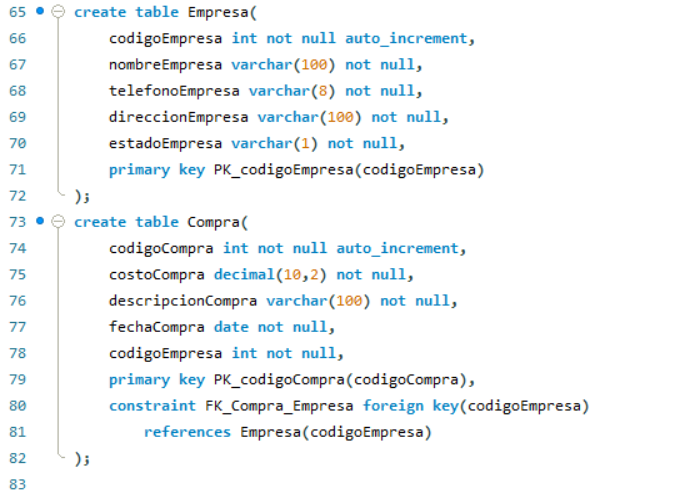 65 create table Empresa(
66 codigoEmpresa int not null auto_increment,
67 nombreEmpresa varchar(100) not null,
68 telefonoEmpresa varchar(8) not null,
69 direccionEmpresa varchar(100) not null,
70 estadoEmpresa varchar(1) not null,
71 primary key PK_codigoEmpresa(codigoEmpresa)
72 );
73 create table Compra(
74 codigoCompra int not null auto_increment,
75 costoCompra decimal(10,2) not null,
76 descripcionCompra varchar(100) not null,
77 fechaCompra date not null,
78 codigoEmpresa int not null,
79 primary key PK_codigoCompra(codigoCompra),
80 constraint FK_Compra_Empresa foreign key(codigoEmpresa)
81 references Empresa(codigoEmpresa)
82 );
83